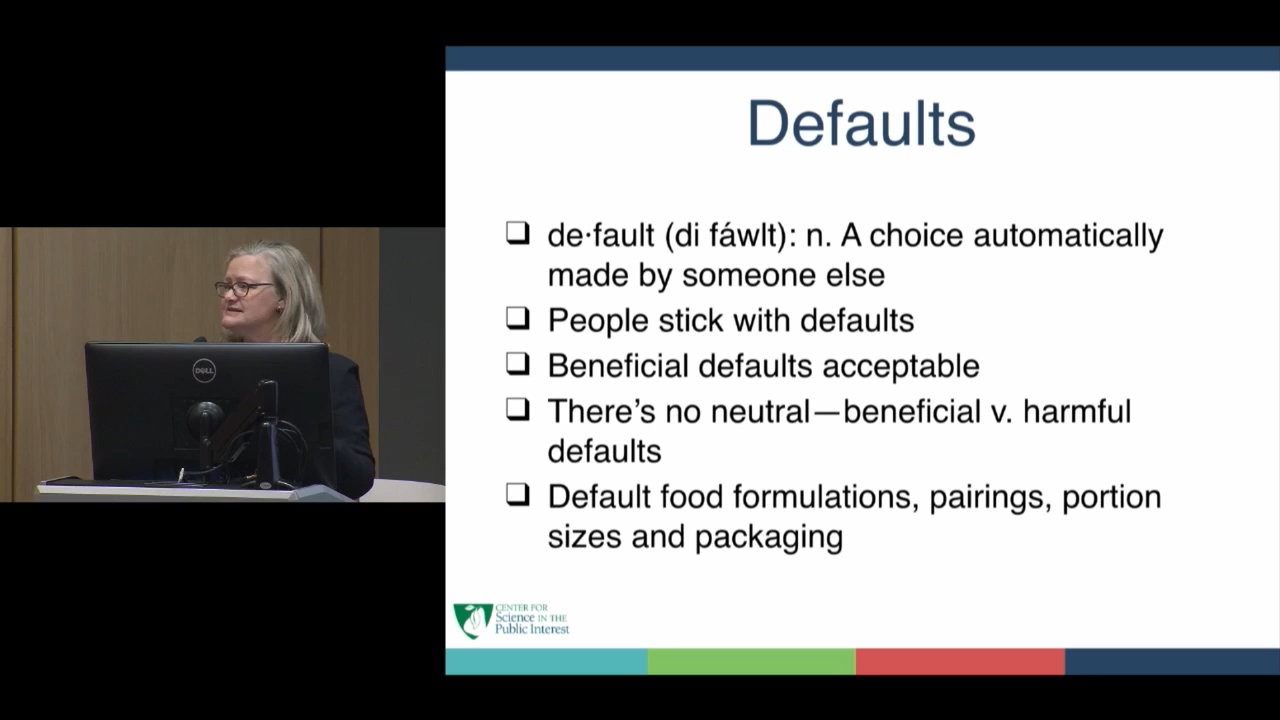 Defaults
❑ de·fault (di fáwlt): n. A choice automatically
made by someone else
❑ People stick with defaults
❑ Beneficial defaults acceptable
❑ There’s no neutral—beneficial v. harmful
defaults
❑ Default food formulations, pairings, portion
sizes and packaging
DELL
CENTER FOR
Science IN THE
Public Interest